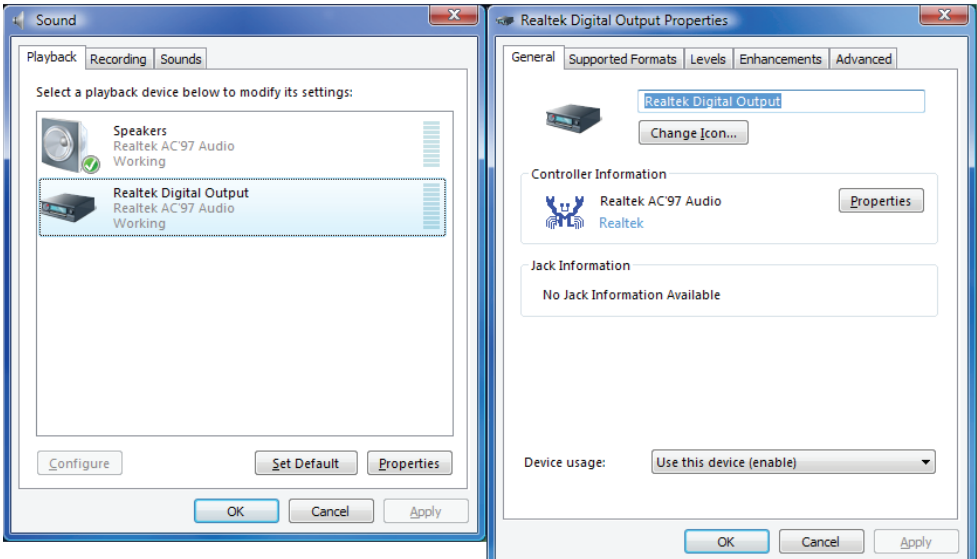 Sound
Playback Recording Sounds
Select a playback device below to modify its settings:
Speakers
Realtek AC'97 Audio
Working
Realtek Digital Output
Realtek AC'97 Audio
Working
Configure Set Default Properties
OK Cancel Apply
Realtek Digital Output Properties
General Supported Formats Levels Enhancements Advanced
Realtek Digital Output
Change Icon...
Controller Information
Realtek AC'97 Audio Properties
Realtek
Jack Information
No Jack Information Available
Device usage: Use this device (enable)
OK Cancel Apply